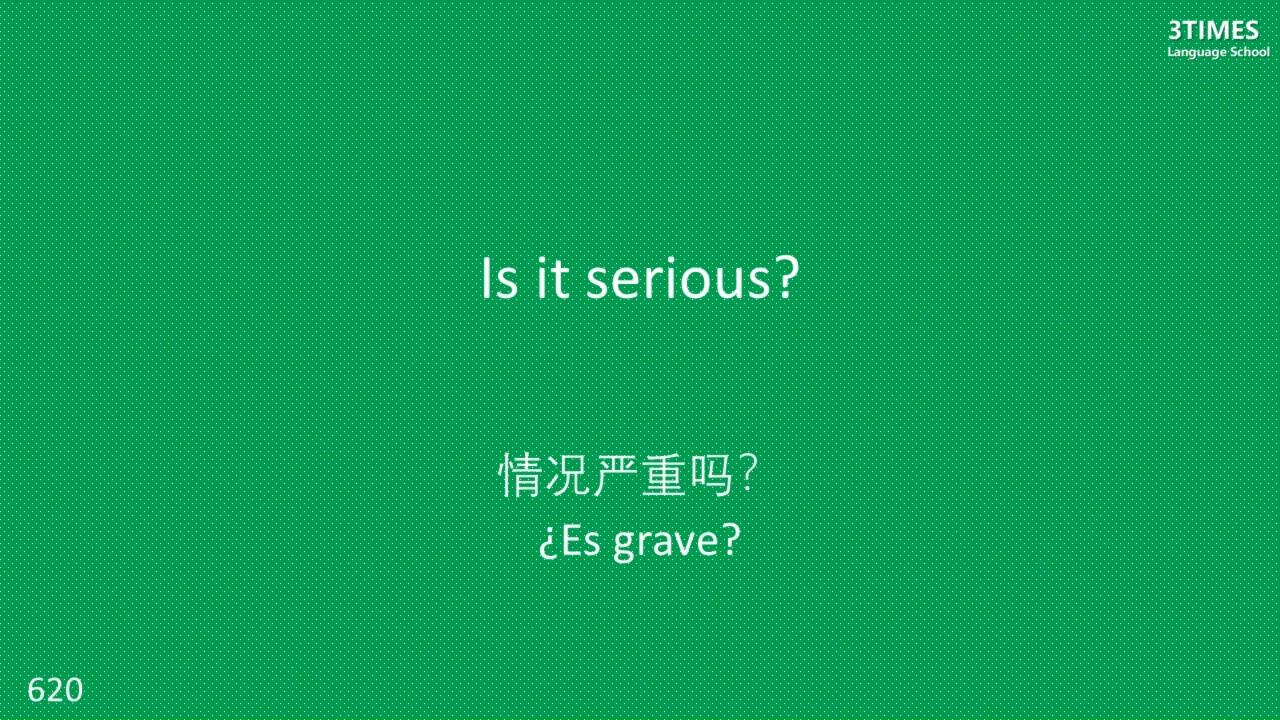 3TIMES
Language School
Is it serious?
情况严重吗？
¿Es grave?
620